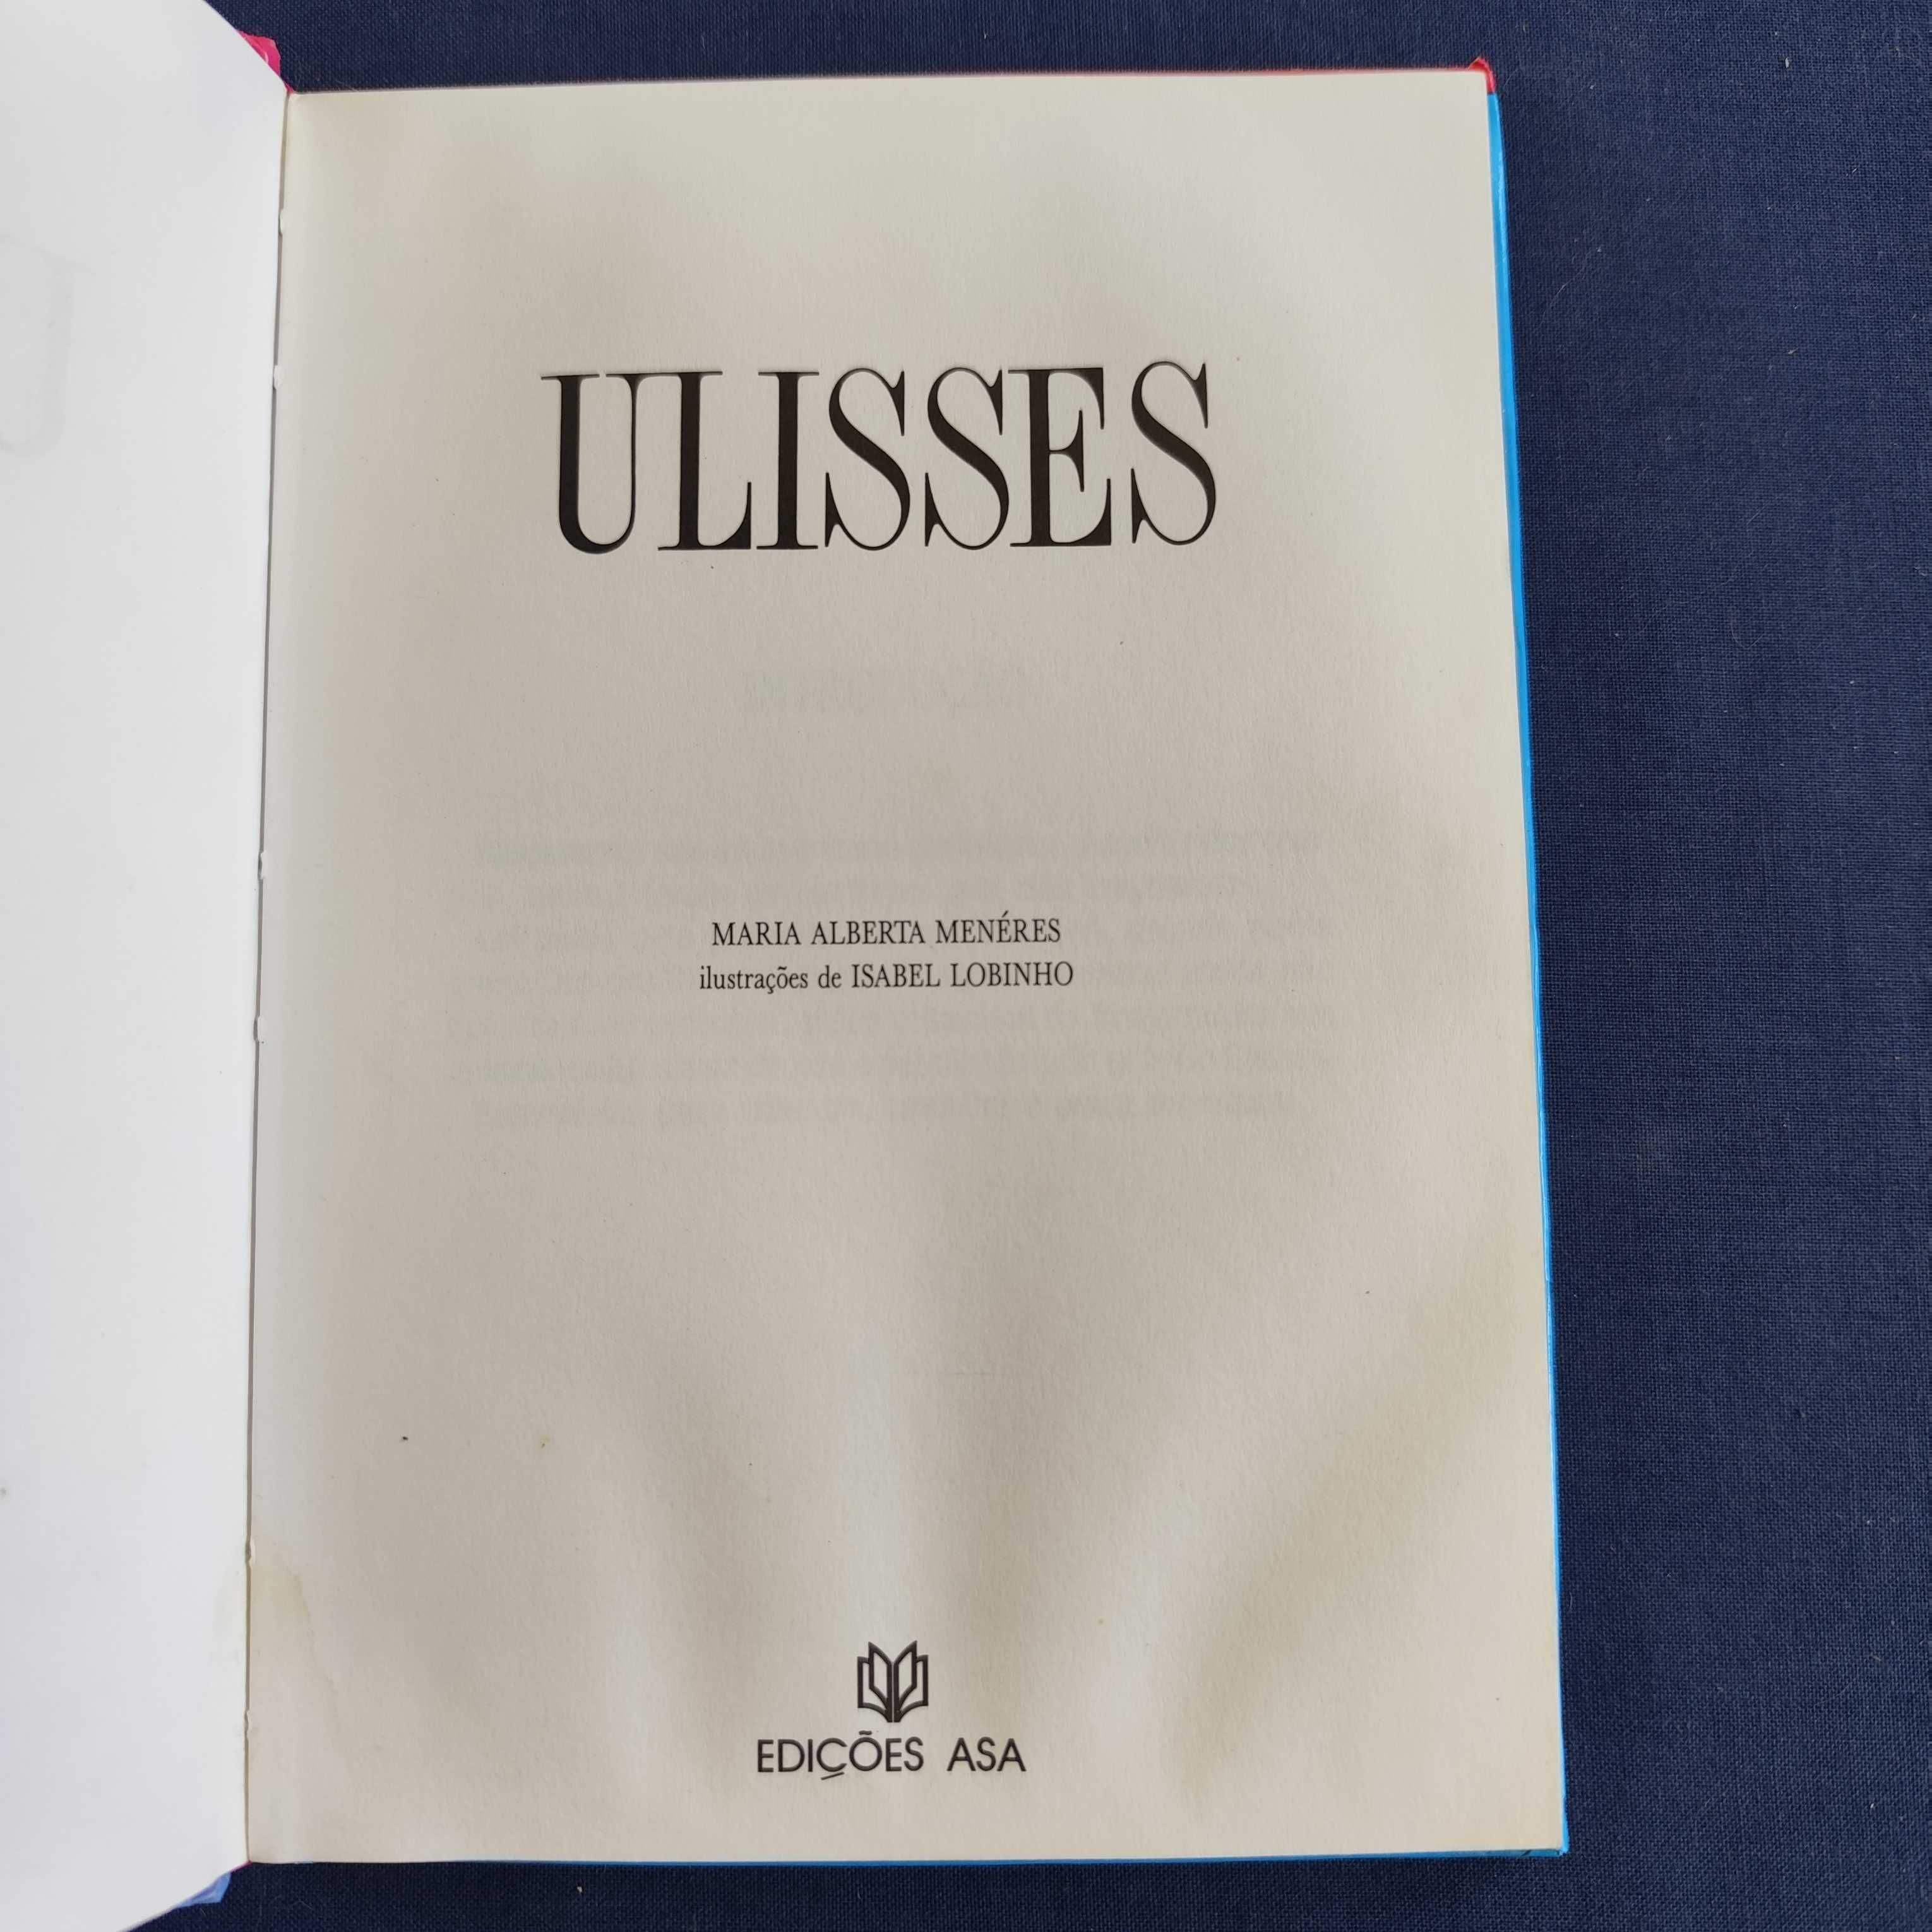 ULISSES
MARIA ALBERTA MENÉRES
ilustrações de ISABEL LOBINHO
EDIÇÕES ASA